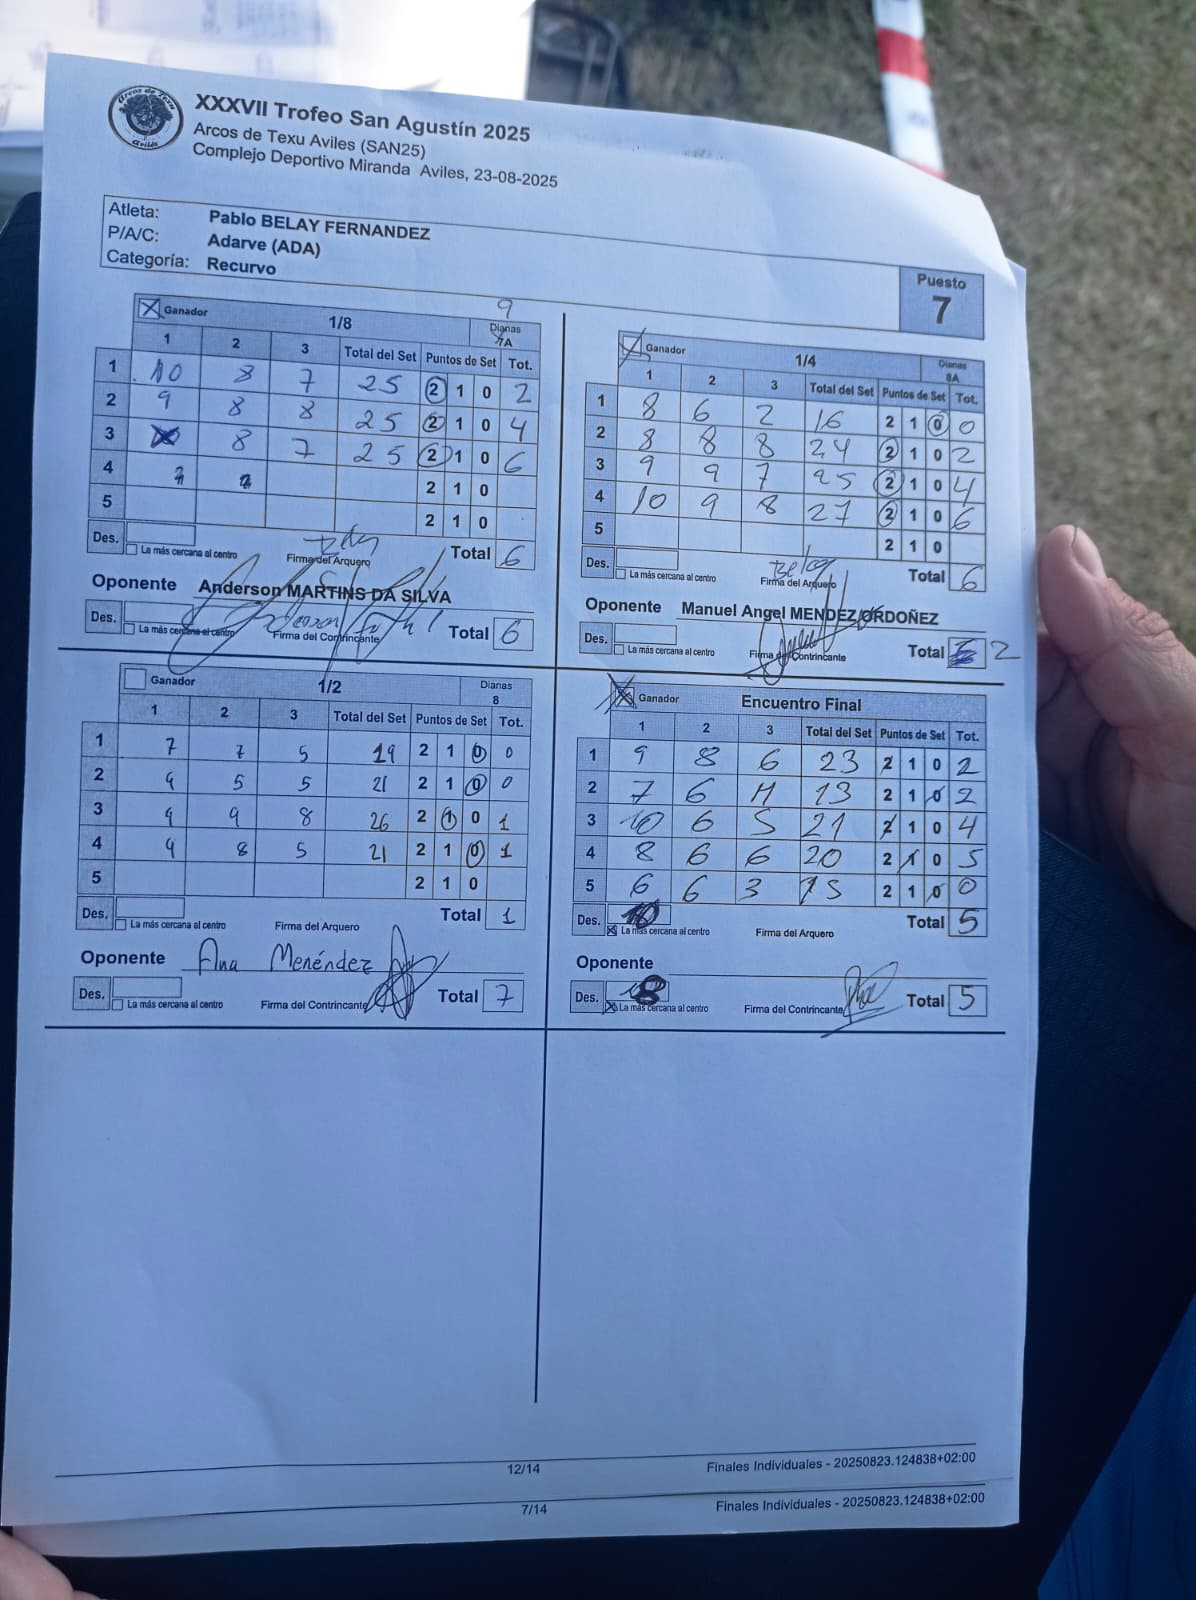 Arcos de Texu
Avilés
XXXVII Trofeo San Agustín 2025
Arcos de Texu Aviles (SAN25)
Complejo Deportivo Miranda Aviles, 23-08-2025
Atleta: Pablo BELAY FERNANDEZ
P/A/C: Adarve (ADA)
Categoría: Recurvo
Puesto
7
9
Ganador 1/8 Dianas
1 2 3 Total del Set Puntos de Set Tot.
1 10 8 7 25 2 1 0 2
2 9 8 8 25 2 1 0 4
3 8 7 25 2 1 0 6
4 2 1 0
5 2 1 0
Des. La más cercana al centro Firma del Arquero Total 6
Oponente Anderson MARTINS DA SILVA
Des. La más cercana al centro Firma del Contrincante Total 6
Ganador 1/4 Dianas
8A
1 2 3 Total del Set Puntos de Set Tot.
1 8 6 2 16 2 1 0 0
2 8 8 8 24 2 1 0 2
3 9 9 7 25 2 1 0 4
4 10 9 8 27 2 1 0 6
5 2 1 0
Belay
Des. La más cercana al centro Firma del Arquero Total 6
Oponente Manuel Angel MENDEZ ORDOÑEZ
Des. La más cercana al centro Firma del Contrincante Total 2
Ganador 1/2 Dianas
8
1 2 3 Total del Set Puntos de Set Tot.
1 7 7 5 19 2 1 0 0
2 9 5 5 21 2 1 0 0
3 9 9 8 26 2 1 0 1
4 9 8 5 21 2 1 0 1
5 2 1 0
Des. La más cercana al centro Firma del Arquero Total 1
Oponente Ana Menéndez
Des. La más cercana al centro Firma del Contrincante Total 7
Ganador Encuentro Final
1 2 3 Total del Set Puntos de Set Tot.
1 9 8 6 23 2 1 0 2
2 7 6 M 13 2 1 0 2
3 10 6 5 21 2 1 0 4
4 8 6 6 20 2 1 0 5
5 6 6 3 15 2 1 0 0
Des. 10 La más cercana al centro Firma del Arquero Total 5
Oponente
Des. 8 La más cercana al centro Firma del Contrincante Total 5
12/14 Finales Individuales - 20250823.124838+02:00
7/14 Finales Individuales - 20250823.124838+02:00